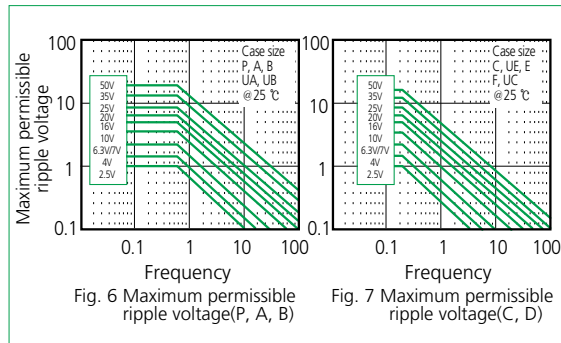 Maximum permissible
ripple voltage
100
10
1
0.1
50V
35V
25V
20V
16V
10V
6.3V/7V
4V
2.5V
Case size
P, A, B
UA, UB
@25 ℃
0.1
1
10
100
Frequency
Fig. 6 Maximum permissible
ripple voltage(P, A, B)
100
10
1
0.1
50V
35V
25V
20V
16V
10V
6.3V/7V
4V
2.5V
Case size
C, UE, E
F, UC
@25 ℃
0.1
1
10
100
Frequency
Fig. 7 Maximum permissible
ripple voltage(C, D)